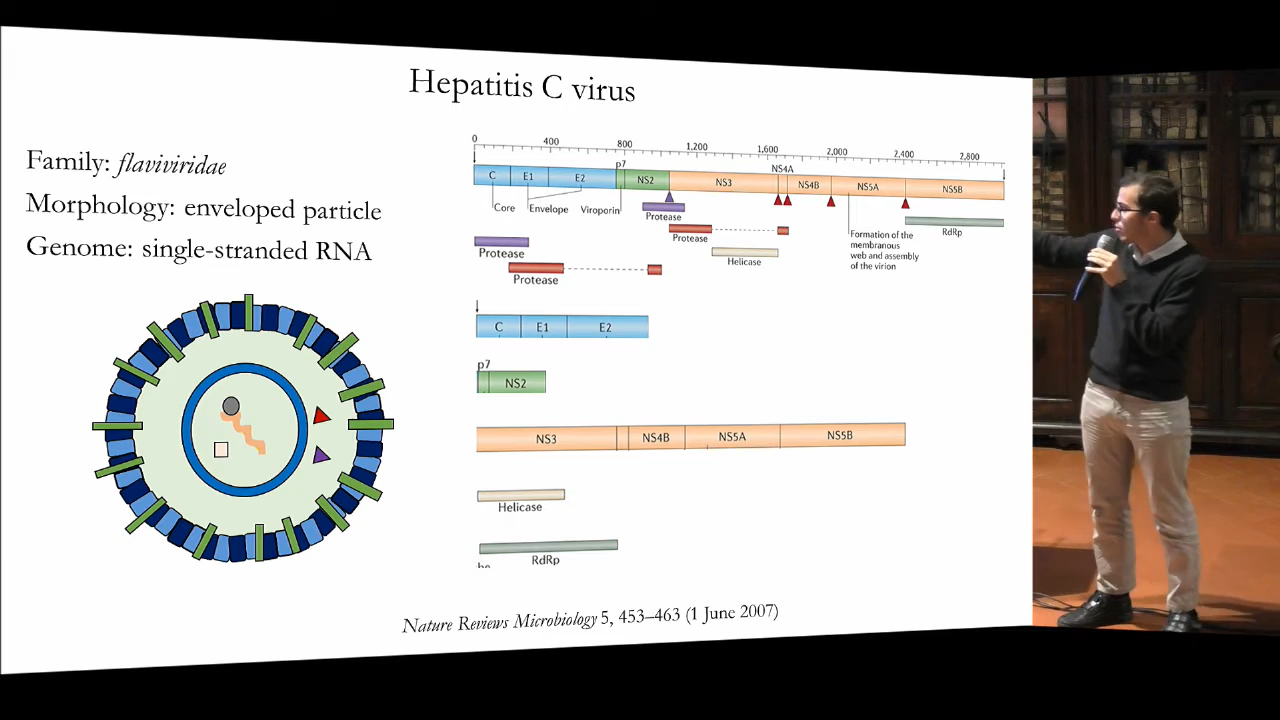 Hepatitis C virus
Family: flaviviridae
Morphology: enveloped particle
Genome: single-stranded RNA
0 400 800 1,200 1,600 2,000 2,400 2,800
p7 NS4A
C E1 E2 NS2 NS3 NS4B NS5A NS5B
Core Envelope Viroporin
Protease
Protease
Helicase
RdRp
Formation of the
membranous
web and assembly
of the virion
Protease
Protease
C E1 E2
p7
NS2
NS3 NS4B NS5A NS5B
Helicase
RdRp
Nature Reviews Microbiology 5, 453–463 (1 June 2007)